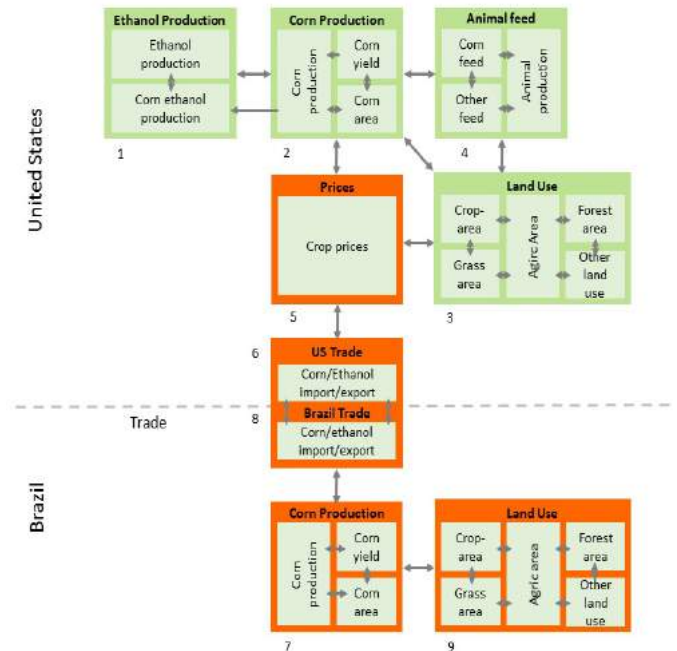 Ethanol Production
Ethanol
production
Corn ethanol
production
1
Corn Production
Corn
production
Corn
yield
Corn
area
2
Animal feed
Corn
feed
Other
feed
Animal
production
4
United States
Prices
Crop prices
5
Land Use
Crop-
area
Grass
area
Agirc Area
Forest
area
Other
land
use
3
6
US Trade
Corn/Ethanol
import/export
Trade
8
Brazil Trade
Corn/ethanol
import/export
Brazil
Corn Production
Corn
production
Corn
yield
Corn
area
7
Land Use
Crop-
area
Grass
area
Agric area
Forest
area
Other
land
use
9